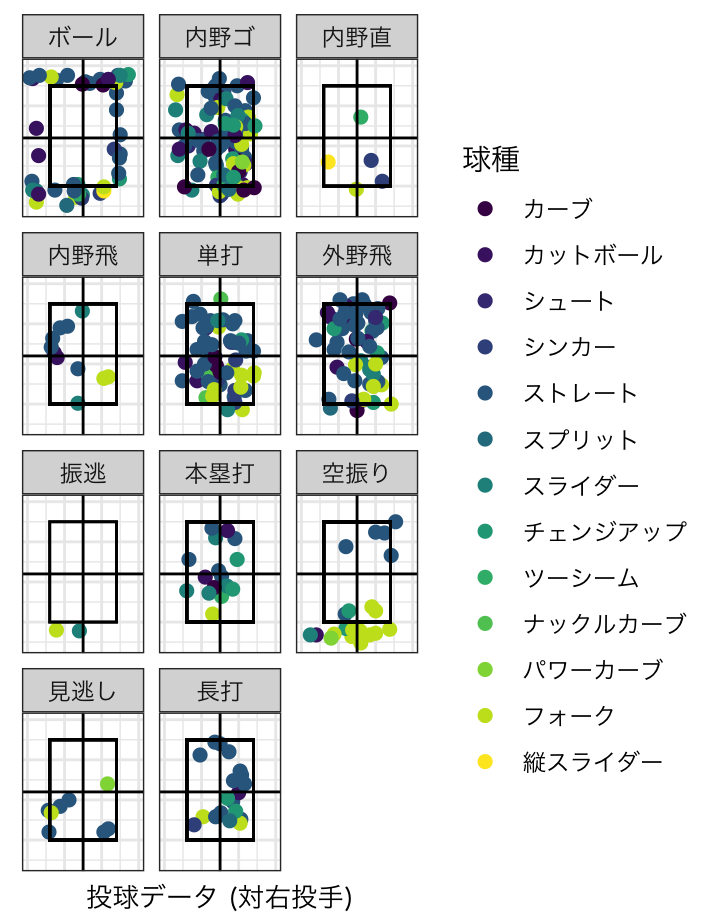 ボール
内野ゴ
内野直
内野飛
単打
外野飛
振逃
本塁打
空振り
見逃し
長打
球種
カーブ
カットボール
シュート
シンカー
ストレート
スプリット
スライダー
チェンジアップ
ツーシーム
ナックルカーブ
パワーカーブ
フォーク
縦スライダー
投球データ (対右投手)